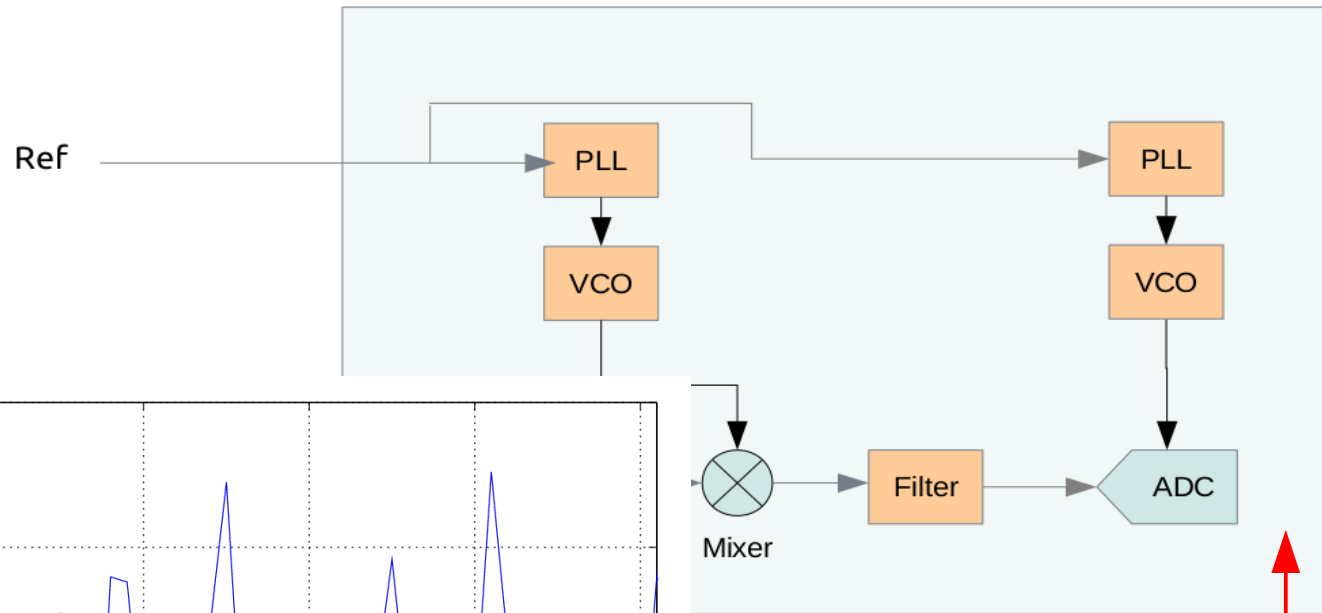 Ref
PLL
PLL
VCO
VCO
Filter
ADC
Mixer